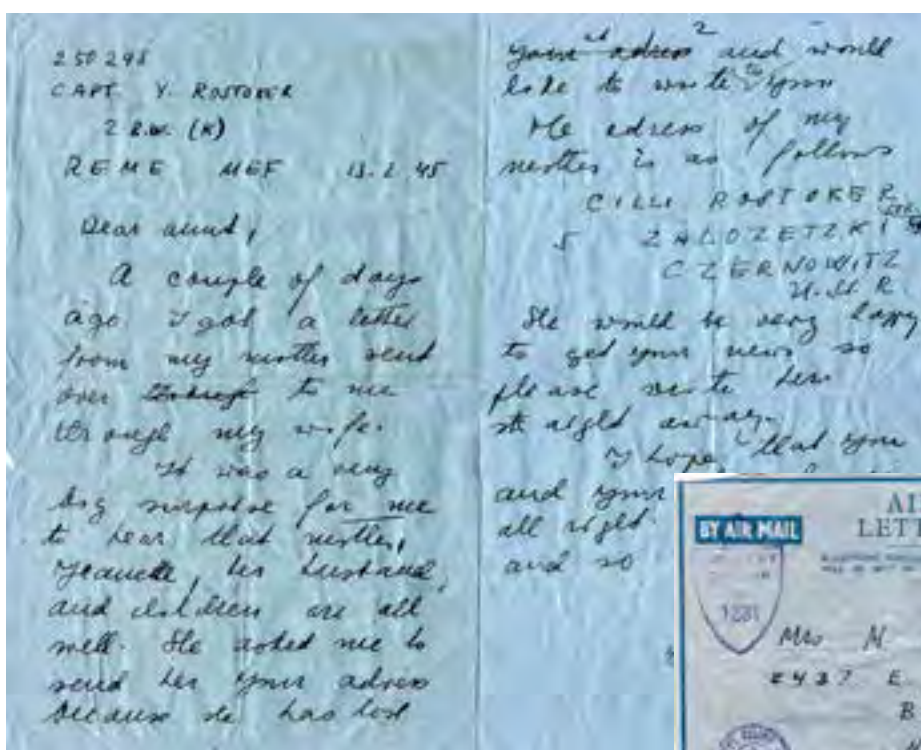 250298
CAPT. Y. ROSTOKER
2 (K)
REME MEF 13.2.45
Dear aunt,
A couple of days
ago I got a letter
from my mother send
over to me
through my wife.
It was a very
big surprise for me
to hear that mother,
Jeanette, her husband,
and children are all
well. She asked me to
send her your adress
because she has lost
2
your adress and would
like to write to you
The adress of my
mother is as follows
CILLI ROSTOKER
5 ZALOZETZKI
CZERNOWITZ
She would be very happy
to get your news so
please write her
straight away.
I hope that you
and your
all right.
and so
BY AIR MAIL
AI
LETT
1281
Mrs N
E.
B